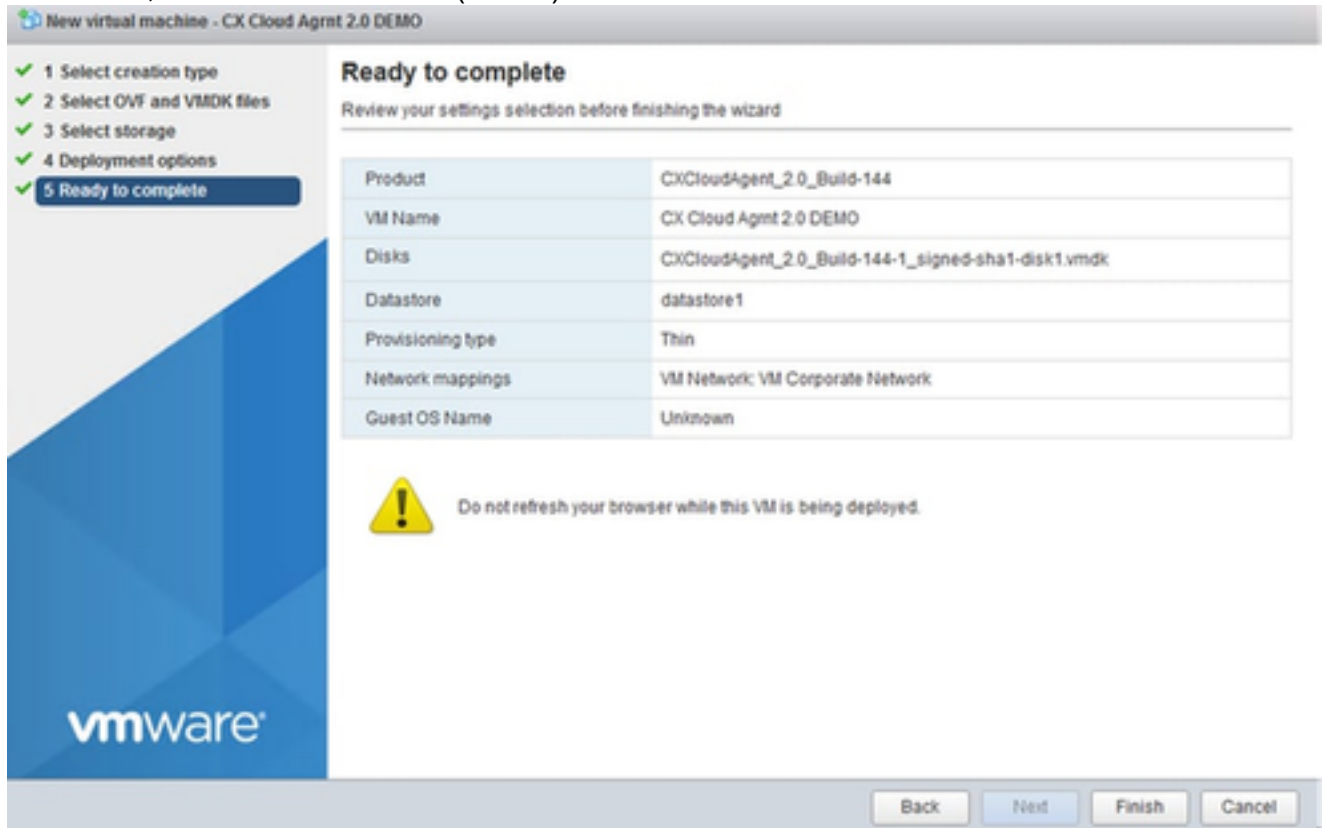 New virtual machine - CX Cloud Agrnt 2.0 DEMO
1 Select creation type
2 Select OVF and VMDK files
3 Select storage
4 Deployment options
5 Ready to complete
Ready to complete
Review your settings selection before finishing the wizard
Product CXCloudAgent_2.0_Build-144
VM Name CX Cloud Agrnt 2.0 DEMO
Disks CXCloudAgent_2.0_Build-144-1_signed-sha1-disk1.vmdk
Datastore datastore1
Provisioning type Thin
Network mappings VM Network: VM Corporate Network
Guest OS Name Unknown
Do not refresh your browser while this VM is being deployed.
vmware
Back Next Finish Cancel